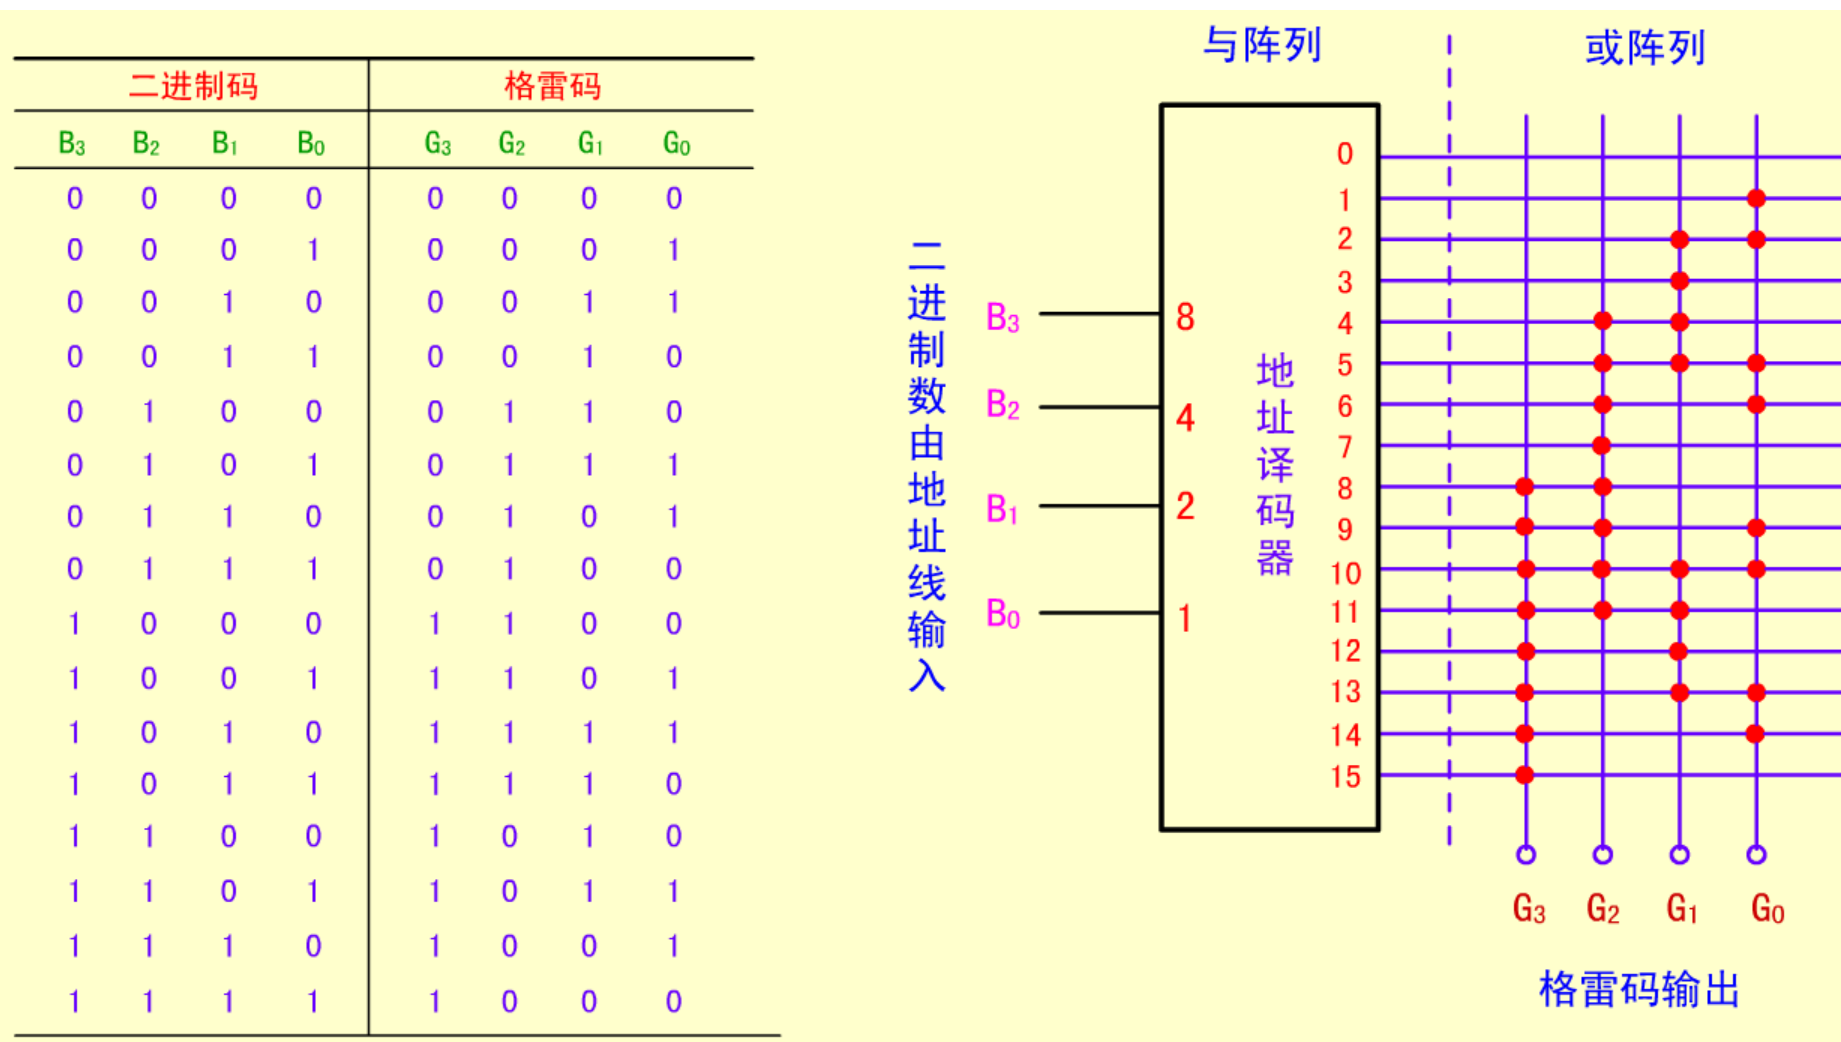 二进制码 格雷码
B₃ B₂ B₁ B₀ G₃ G₂ G₁ G₀
0 0 0 0 0 0 0 0
0 0 0 1 0 0 0 1
0 0 1 0 0 0 1 1
0 0 1 1 0 0 1 0
0 1 0 0 0 1 1 0
0 1 0 1 0 1 1 1
0 1 1 0 0 1 0 1
0 1 1 1 0 1 0 0
1 0 0 0 1 1 0 0
1 0 0 1 1 1 0 1
1 0 1 0 1 1 1 1
1 0 1 1 1 1 1 0
1 1 0 0 1 0 1 0
1 1 0 1 1 0 1 1
1 1 1 0 1 0 0 1
1 1 1 1 1 0 0 0
与阵列
或阵列
二进制数由地址线输入
B₃ 8
B₂ 4
B₁ 2
B₀ 1
地址译码器
0
1
2
3
4
5
6
7
8
9
10
11
12
13
14
15
G₃ G₂ G₁ G₀
格雷码输出